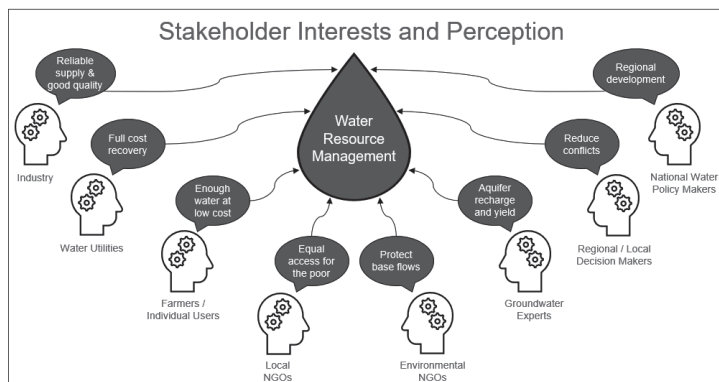 Stakeholder Interests and Perception
Reliable
supply &
good quality
Industry
Full cost
recovery
Water Utilities
Enough
water at
low cost
Farmers /
Individual Users
Equal
access for
the poor
Local
NGOs
Water
Resource
Management
Protect
base flows
Environmental
NGOs
Aquifer
recharge
and yield
Groundwater
Experts
Reduce
conflicts
Regional / Local
Decision Makers
Regional
development
National Water
Policy Makers